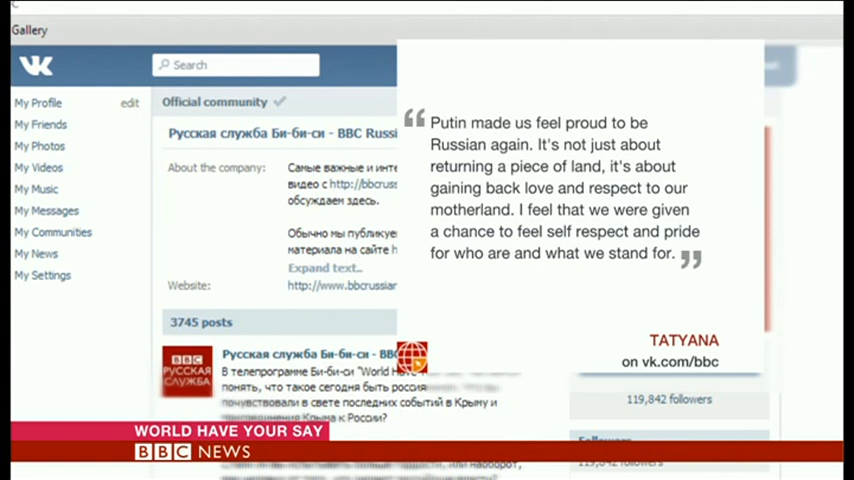 Gallery
Search
My Profile edit
My Friends
My Photos
My Videos
My Music
My Messages
My Communities
My News
My Settings
Official community
Русская служба Би-би-си - BBC Russi
About the company: Самые важные и инте
видео с http://bbcrus
обсуждаем здесь.
Обычно мы публикуе
материала на сайте h
Expand text..
Website: http://www.bbcrussian
3745 posts
BBC
РУССКАЯ
СЛУЖБА
Русская служба Би-би-си - BBC
В телепрограмме Би-би-си "World Have
понять, что такое сегодня быть
почувствовали в свете последних событий в Крыму и
присоединения Крыма к России?
“ Putin made us feel proud to be
Russian again. It's not just about
returning a piece of land, it's about
gaining back love and respect to our
motherland. I feel that we were given
a chance to feel self respect and pride
for who are and what we stand for. ”
TATYANA
on vk.com/bbc
119,842 followers
Followers
119,842 followers
WORLD HAVE YOUR SAY
BBC NEWS